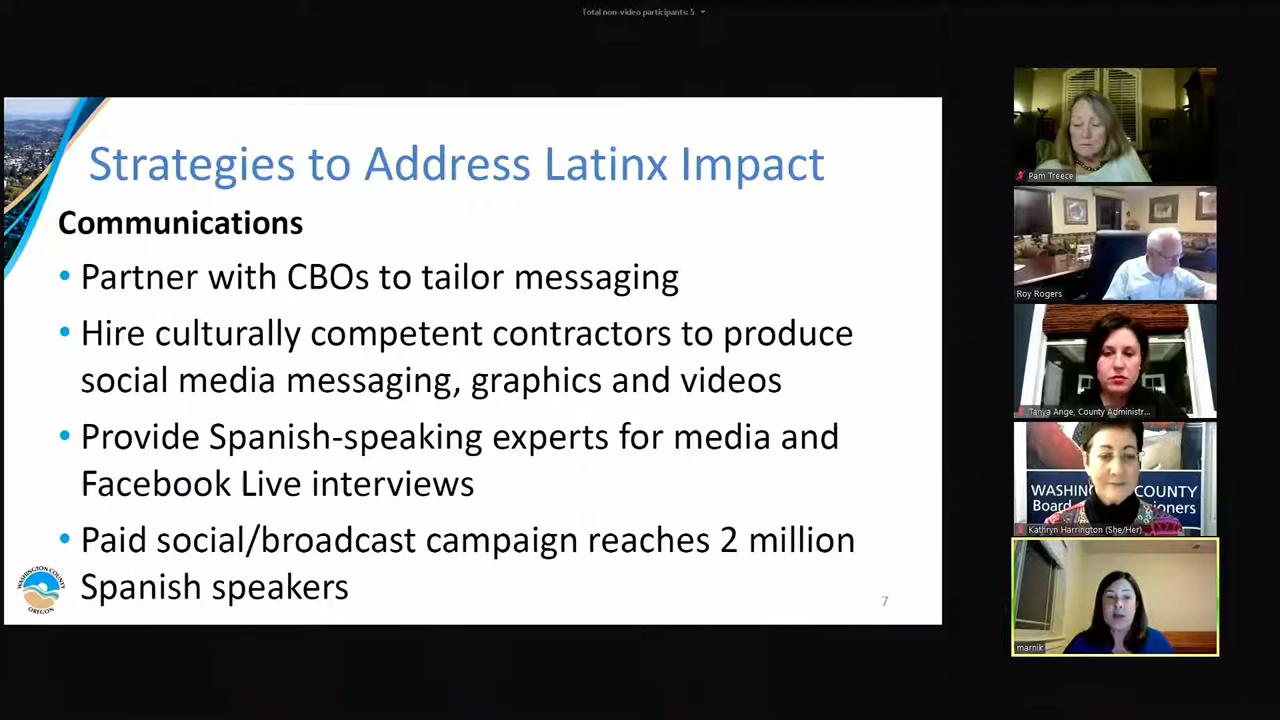 Total non-video participants: 5
Strategies to Address Latinx Impact
Communications
• Partner with CBOs to tailor messaging
• Hire culturally competent contractors to produce
social media messaging, graphics and videos
• Provide Spanish-speaking experts for media and
Facebook Live interviews
• Paid social/broadcast campaign reaches 2 million
Spanish speakers
WASHINGTON COUNTY
OREGON
7
Pam Treece
Roy Rogers
Tanya Ange, County Administr...
WASHING COUNTY
Board ioners
Kathryn Harrington (She/Her)
marnik